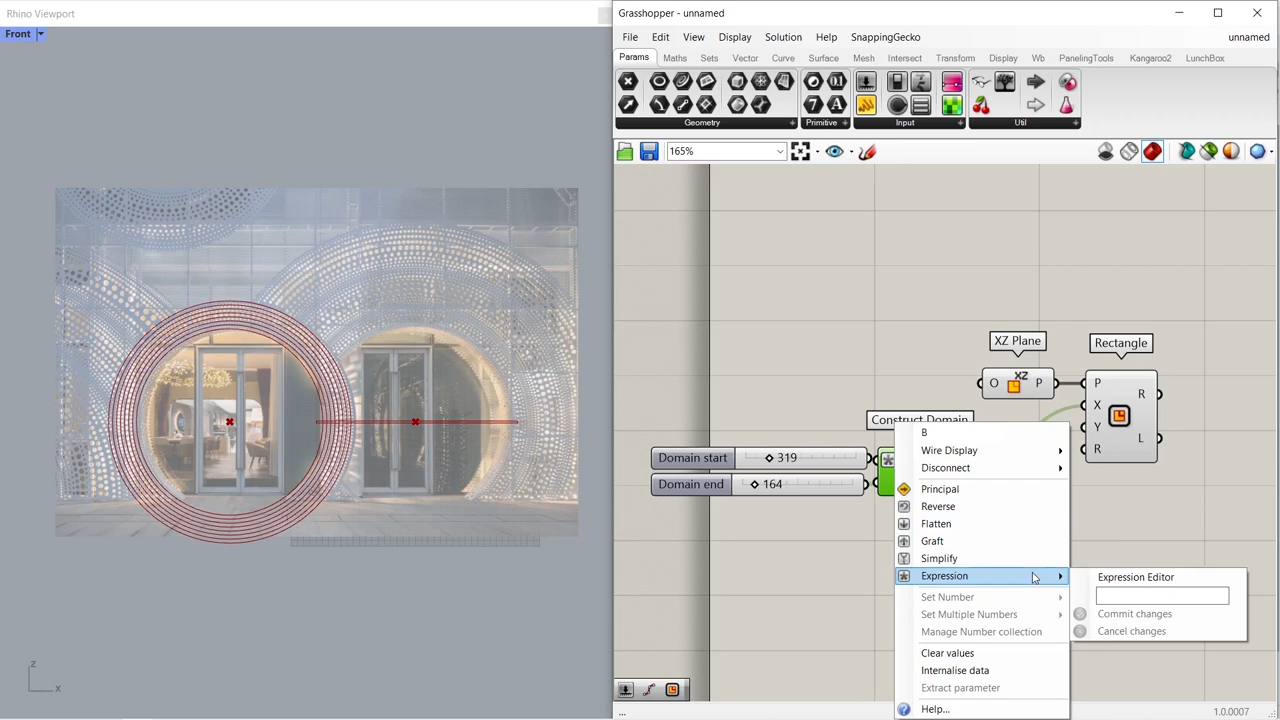 Rhino Viewport
Front
z
x
Grasshopper - unnamed
File Edit View Display Solution Help SnappingGecko unnamed
Params Maths Sets Vector Curve Surface Mesh Intersect Transform Display Wb PanelingTools Kangaroo2 LunchBox
Geometry Primitive Input Util
165%
XZ Plane Rectangle
O XZ P
P
X
Y
R
R
L
Construct Domain
Domain start 319
Domain end 164
B
Wire Display
Disconnect
Principal
Reverse
Flatten
Graft
Simplify
Expression
Set Number
Set Multiple Numbers
Manage Number collection
Clear values
Internalise data
Extract parameter
Help...
Expression Editor
Commit changes
Cancel changes
... 1.0.0007